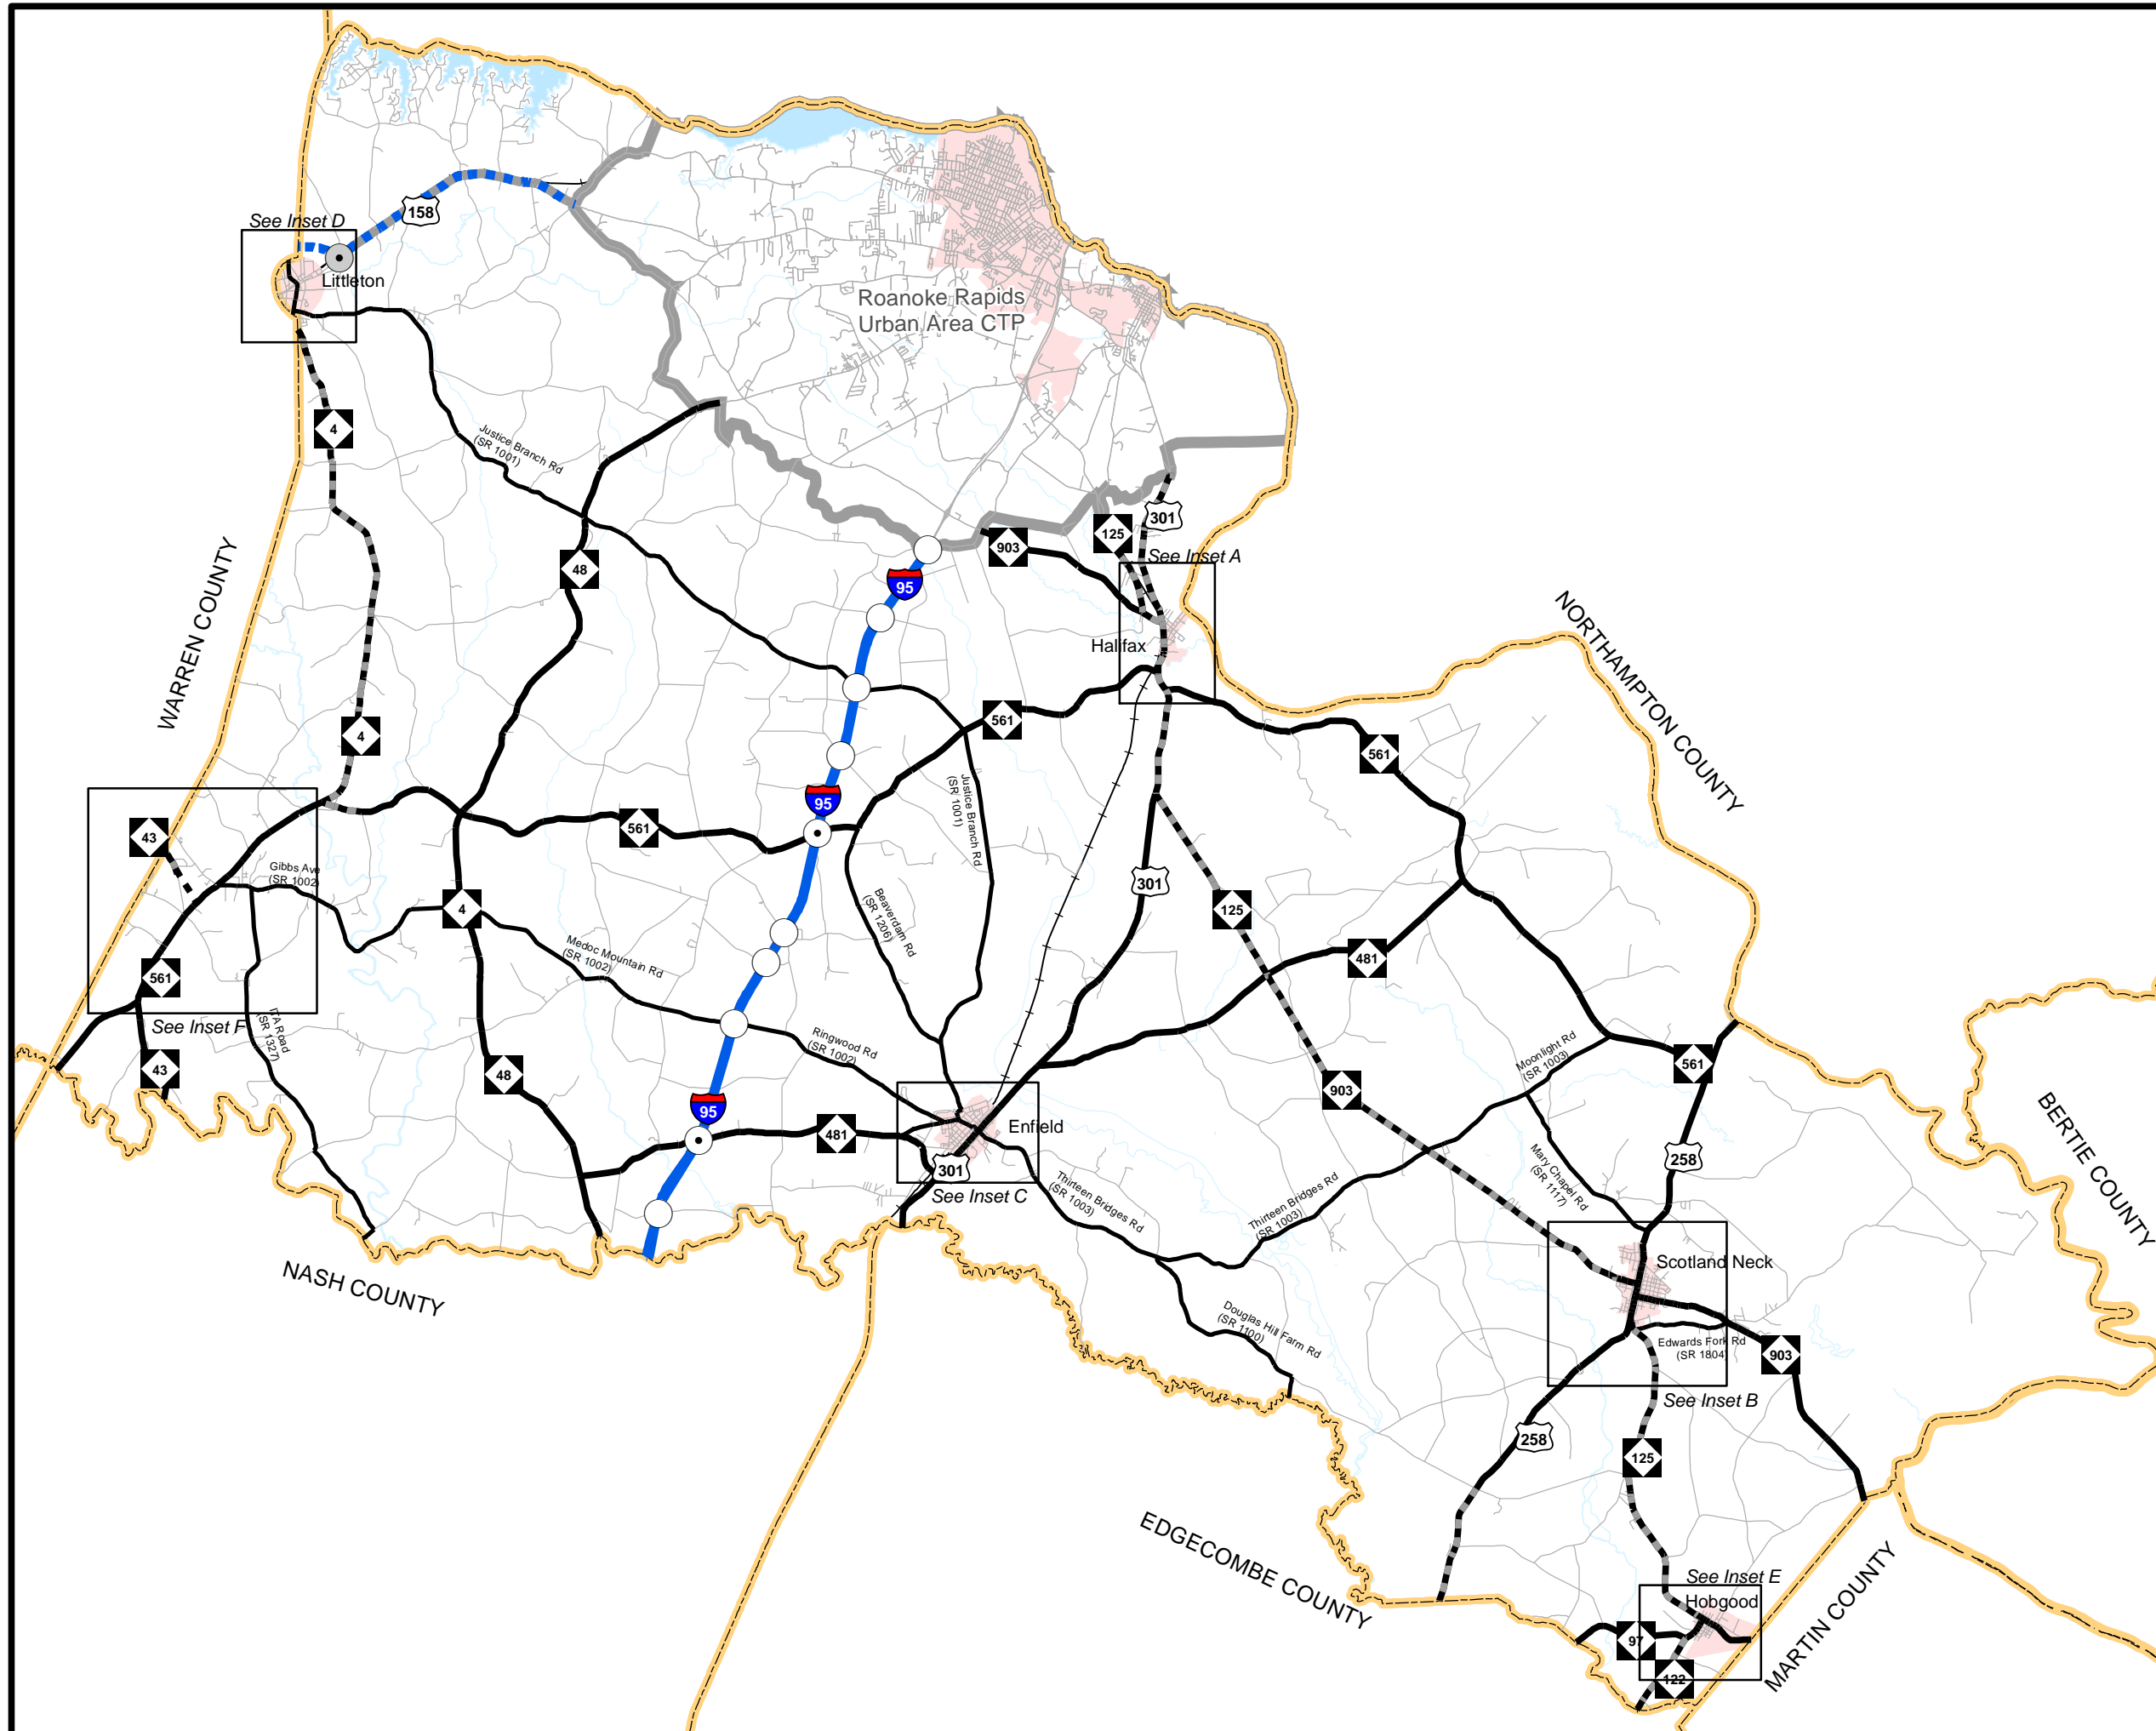 See Inset D
158
Littleton
Roanoke Rapids
Urban Area CTP
4
Justice Branch Rd
(SR 1001)
301
125
903
See Inset A
48
95
WARREN COUNTY
NORTHAMPTON COUNTY
Halifax
561
4
561
95
Justice Branch Rd
(SR 1001)
43
561
Gibbs Ave
(SR 1002)
301
4
125
Beaverdam Rd
(SR 1206)
Medoc Mountain Rd
(SR 1002)
481
561
See Inset F
ITA Road
(SR 1327)
Ringwood Rd
(SR 1002)
Moonlight Rd
(SR 1003)
561
43
48
903
95
BERTIE COUNTY
481
Enfield
301
See Inset C
258
Mary Chapel Rd
(SR 1117)
Thirteen Bridges Rd
(SR 1003)
Thirteen Bridges Rd
(SR 1003)
NASH COUNTY
Scotland Neck
Douglas Hill Farm Rd
(SR 1100)
Edwards Fork Rd
(SR 1804)
903
See Inset B
258
125
EDGECOMBE COUNTY
MARTIN COUNTY
See Inset E
Hobgood
97
122